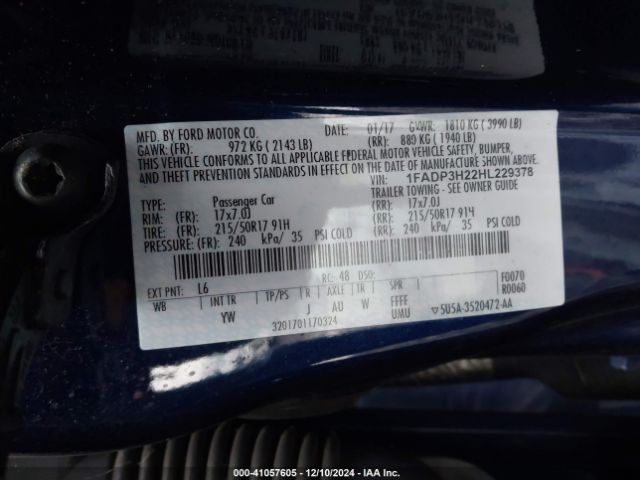 MFD. BY FORD MOTOR CO.
DATE: 01/17 GVWR: 1810 KG ( 3990 LB)
GAWR: (FR): 972 KG ( 2143 LB) (RR): 880 KG ( 1940 LB)
THIS VEHICLE CONFORMS TO ALL APPLICABLE FEDERAL MOTOR VEHICLE SAFETY, BUMPER,
AND THEFT PREVENTION STANDARDS IN EFFECT ON THE DATE OF MANUFACTURE SHOWN ABOVE.
VIN: 1FADP3H22HL229378
TYPE: Passenger Car TRAILER TOWING - SEE OWNER GUIDE
RIM: (FR): 17x7.0J (RR): 17x7.0J
TIRE: (FR): 215/50R17 91H (RR): 215/50R17 91H
PRESSURE: (FR): 240 kPa/ 35 PSI COLD (RR): 240 kPa/ 35 PSI COLD
EXT PNT: L6 RC: 48 DSO: F0070
WB INT TR TP/PS R AXLE TR SPR R0060
YW J AU W FFFF
UMU
3201701170324 5U5A-3520472-AA
000-41057605 - 12/10/2024 - IAA Inc.